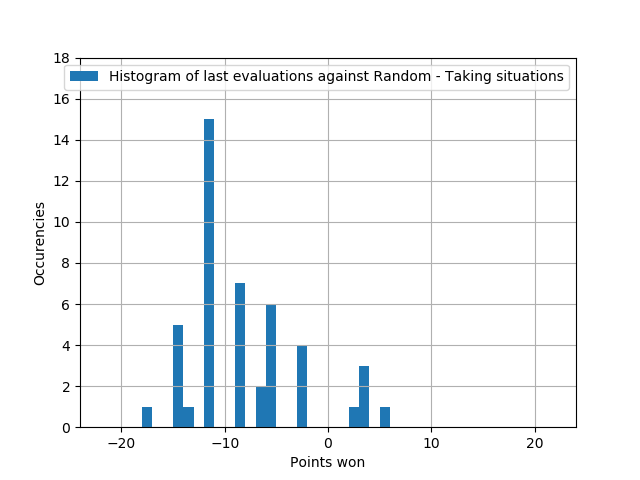 Histogram of last evaluations against Random - Taking situations
18
16
14
12
10
8
6
4
2
0
Occurencies
−20 −10 0 10 20
Points won